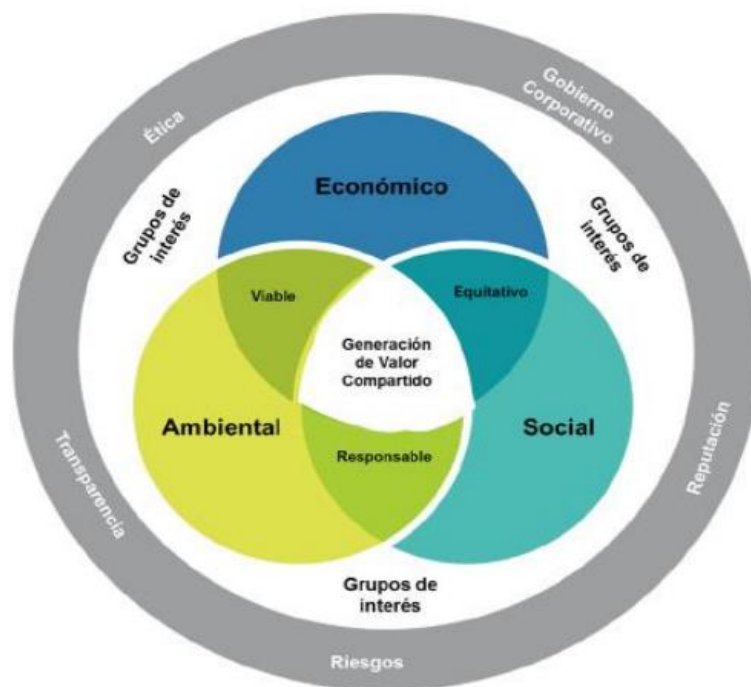 Gobierno
Corporativo
Ética
Económico
Grupos de
interés
Grupos de
interés
Viable
Equitativo
Generación
de Valor
Compartido
Ambiental
Social
Responsable
Transparencia
Reputación
Grupos de
interés
Riesgos